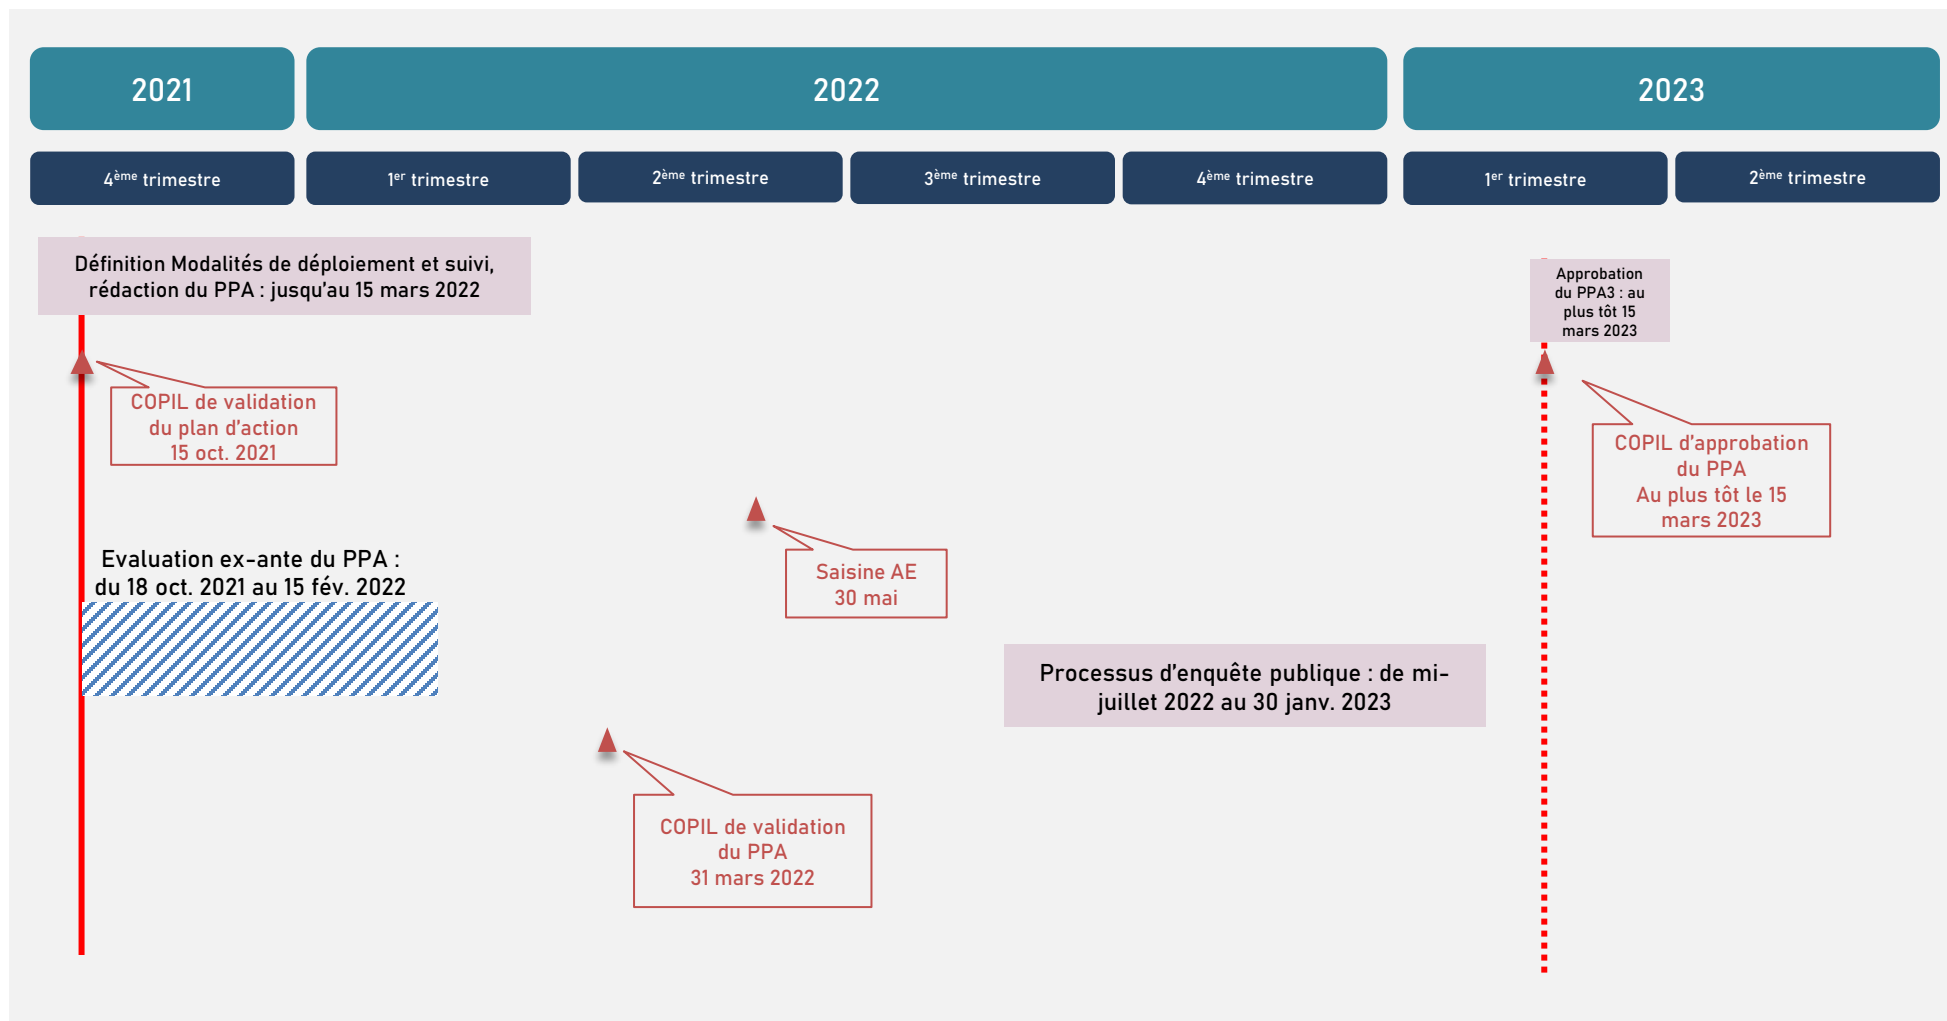 2021
2022
2023
4ème trimestre
1er trimestre
2ème trimestre
3ème trimestre
4ème trimestre
1er trimestre
2ème trimestre
Définition Modalités de déploiement et suivi,
rédaction du PPA : jusqu’au 15 mars 2022
Approbation
du PPA3 : au
plus tôt 15
mars 2023
COPIL de validation
du plan d’action
15 oct. 2021
COPIL d’approbation
du PPA
Au plus tôt le 15
mars 2023
Evaluation ex-ante du PPA :
du 18 oct. 2021 au 15 fév. 2022
Saisine AE
30 mai
Processus d’enquête publique : de mi-
juillet 2022 au 30 janv. 2023
COPIL de validation
du PPA
31 mars 2022